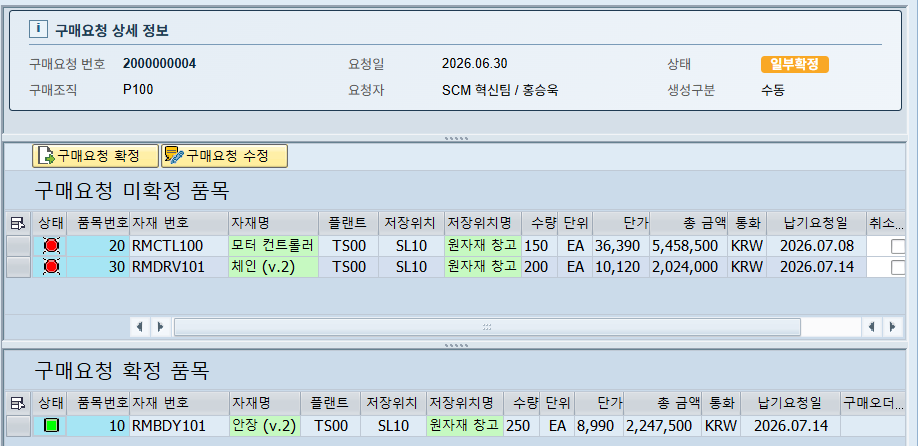 구매요청 상세 정보
구매요청 번호 2000000004 요청일 2026.06.30 상태 일부확정
구매조직 P100 요청자 SCM 혁신팀 / 홍승욱 생성구분 수동
구매요청 확정 구매요청 수정
구매요청 미확정 품목
상태 품목번호 자재 번호 자재명 플랜트 저장위치 저장위치명 수량 단위 단가 총 금액 통화 납기요청일 취소...
20 RMCTL100 모터 컨트롤러 TS00 SL10 원자재 창고 150 EA 36,390 5,458,500 KRW 2026.07.08
30 RMDRV101 체인 (v.2) TS00 SL10 원자재 창고 200 EA 10,120 2,024,000 KRW 2026.07.14
구매요청 확정 품목
상태 품목번호 자재 번호 자재명 플랜트 저장위치 저장위치명 수량 단위 단가 총 금액 통화 납기요청일 구매오더...
10 RMBDY101 안장 (v.2) TS00 SL10 원자재 창고 250 EA 8,990 2,247,500 KRW 2026.07.14